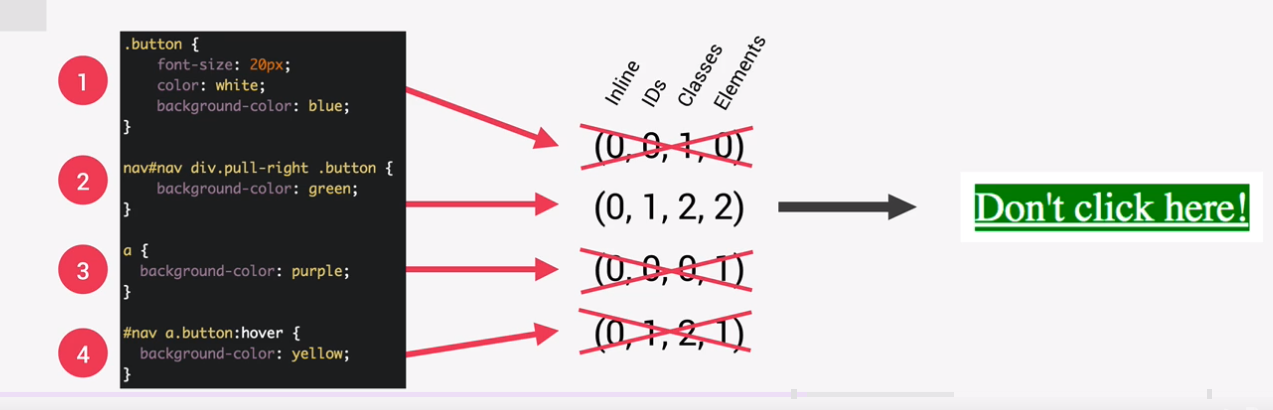 1
.button {
font-size: 20px;
color: white;
background-color: blue;
}
2
nav#nav div.pull-right .button {
background-color: green;
}
3
a {
background-color: purple;
}
4
#nav a.button:hover {
background-color: yellow;
}
Inline IDs Classes Elements
(0, 0, 1, 0)
(0, 1, 2, 2)
(0, 0, 0, 1)
(0, 1, 2, 1)
Don't click here!